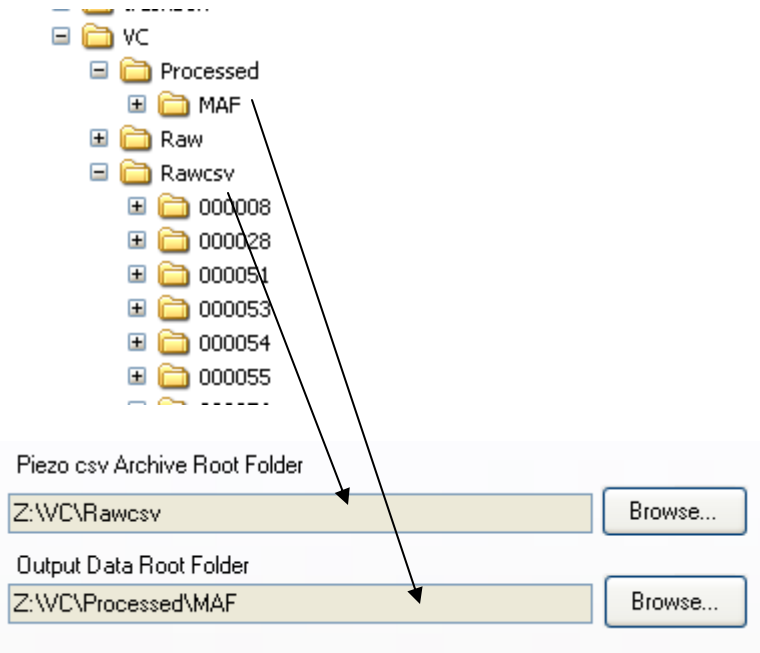 VC
Processed
MAF
Raw
Rawcsv
000008
000028
000051
000053
000054
000055
Piezo csv Archive Root Folder
Z:\VC\Rawcsv Browse...
Output Data Root Folder
Z:\VC\Processed\MAF Browse...